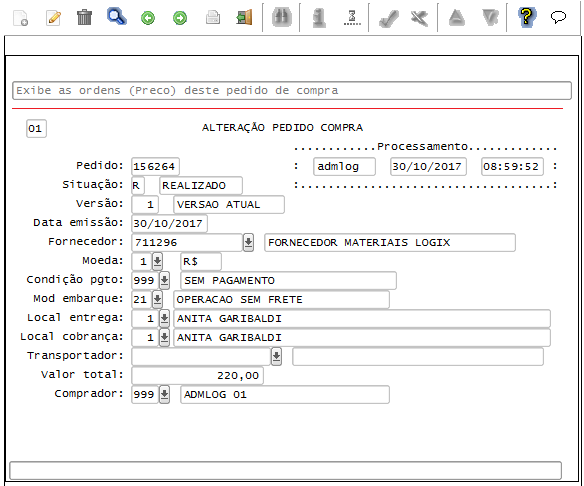 Exibe as ordens (Preco) deste pedido de compra
01 ALTERAÇÃO PEDIDO COMPRA
............Processamento.............
Pedido: 156264 : admlog 30/10/2017 08:59:52 :
Situação: R REALIZADO :....................................:
Versão: 1 VERSAO ATUAL
Data emissão: 30/10/2017
Fornecedor: 711296 FORNECEDOR MATERIAIS LOGIX
Moeda: 1 R$
Condição pgto: 999 SEM PAGAMENTO
Mod embarque: 21 OPERACAO SEM FRETE
Local entrega: 1 ANITA GARIBALDI
Local cobrança: 1 ANITA GARIBALDI
Transportador:
Valor total: 220,00
Comprador: 999 ADMLOG 01